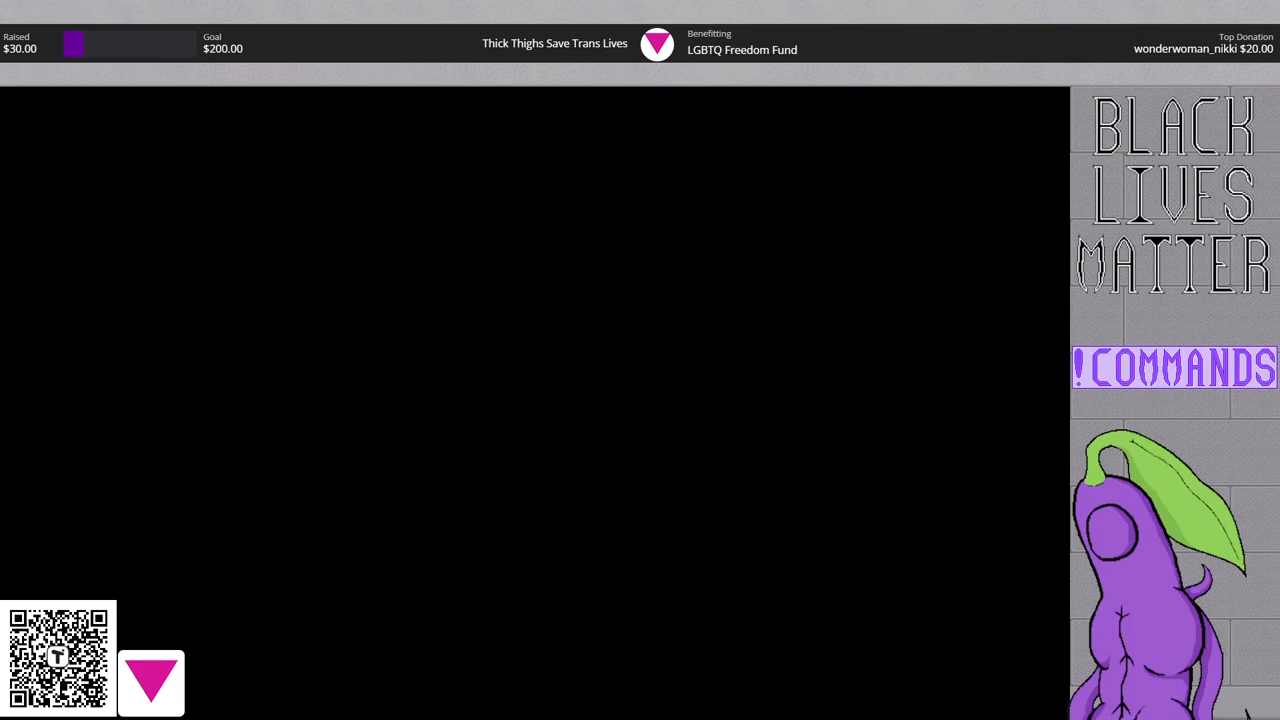 Raised
$30.00
Goal
$200.00
Thick Thighs Save Trans Lives
Benefitting
LGBTQ Freedom Fund
Top Donation
wonderwoman_nikki $20.00
BLACK
LIVES
MATTER
!COMMANDS
T